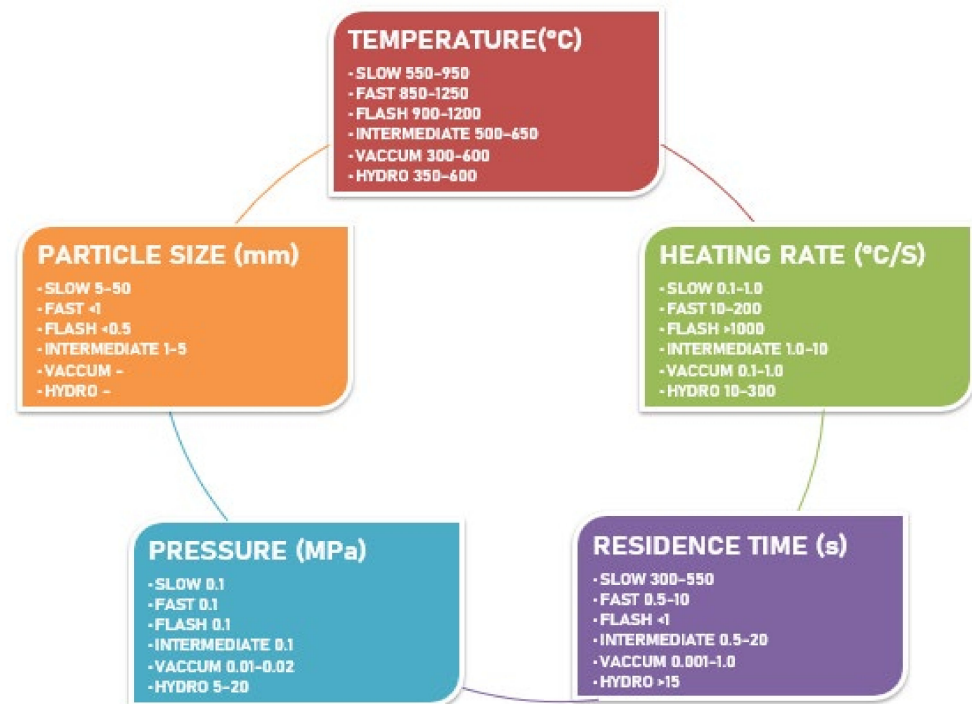 TEMPERATURE(°C)
- SLOW 550-950
- FAST 850-1250
- FLASH 900-1200
- INTERMEDIATE 500-650
- VACCUM 300-600
- HYDRO 350-600
PARTICLE SIZE (mm)
- SLOW 5-50
- FAST <1
- FLASH <0.5
- INTERMEDIATE 1-5
- VACCUM -
- HYDRO -
HEATING RATE (°C/S)
- SLOW 0.1-1.0
- FAST 10-200
- FLASH >1000
- INTERMEDIATE 1.0-10
- VACCUM 0.1-1.0
- HYDRO 10-300
PRESSURE (MPa)
- SLOW 0.1
- FAST 0.1
- FLASH 0.1
- INTERMEDIATE 0.1
- VACCUM 0.01-0.02
- HYDRO 5-20
RESIDENCE TIME (s)
- SLOW 300-550
- FAST 0.5-10
- FLASH <1
- INTERMEDIATE 0.5-20
- VACCUM 0.001-1.0
- HYDRO >15